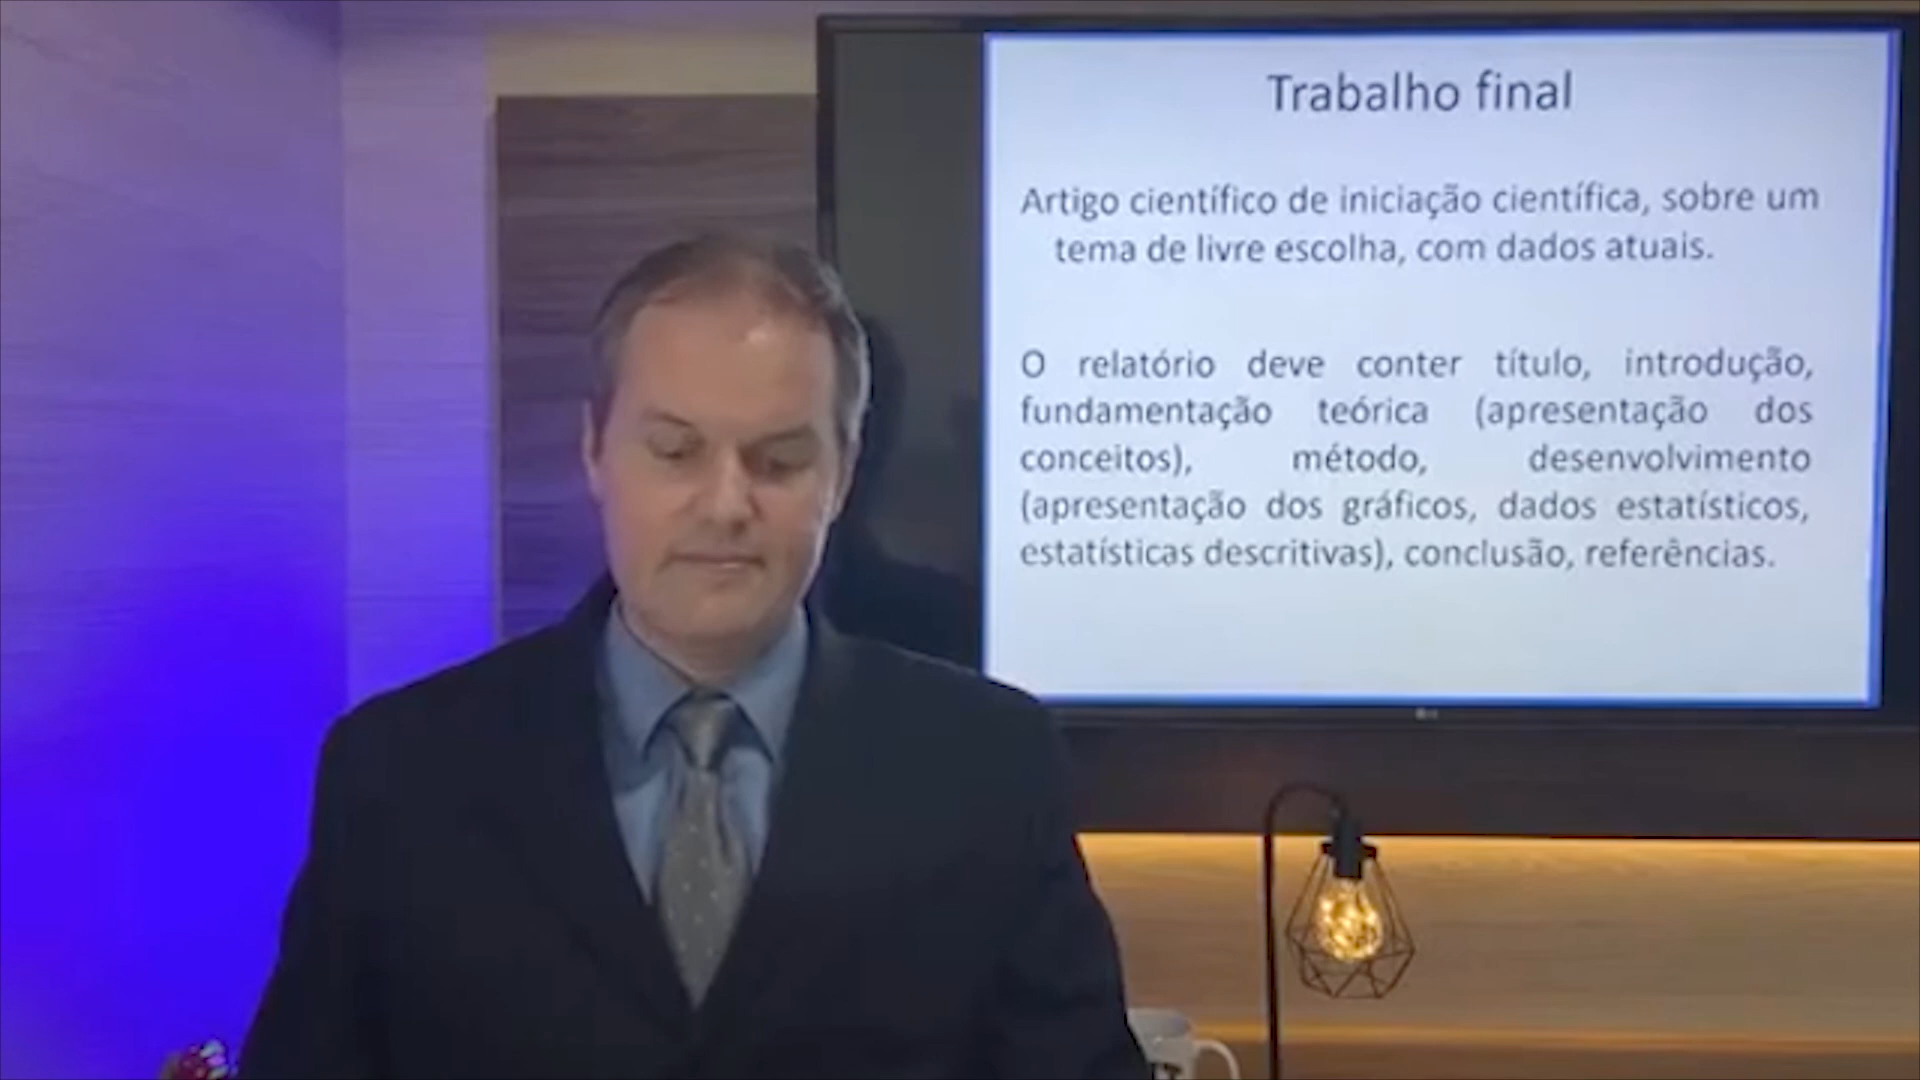 Trabalho final
Artigo científico de iniciação científica, sobre um
tema de livre escolha, com dados atuais.
O relatório deve conter título, introdução,
fundamentação teórica (apresentação dos
conceitos), método, desenvolvimento
(apresentação dos gráficos, dados estatísticos,
estatísticas descritivas), conclusão, referências.